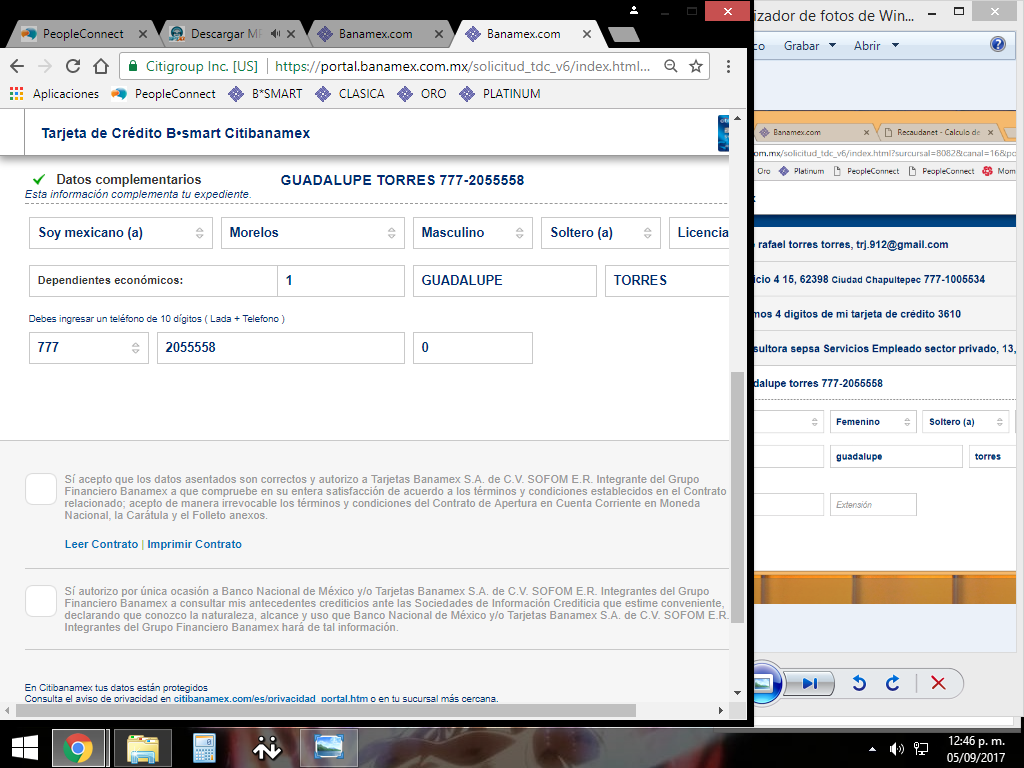 PeopleConnect
Descargar MP
Banamex.com
Banamex.com
izador de fotos de Win...
Citigroup Inc. [US]
https://portal.banamex.com.mx/solicitud_tdc_v6/index.html...
Grabar
Abrir
Aplicaciones
PeopleConnect
B*SMART
CLASICA
ORO
PLATINUM
Tarjeta de Crédito B•smart Citibanamex
Banamex.com
Recaudanet - Calculo de
om.mx/solicitud_tdc_v6/index.html?surcursal=8082&canal=16&po
Oro
Platinum
PeopleConnect
PeopleConnect
Mom
Datos complementarios
GUADALUPE TORRES 777-2055558
Esta información complementa tu expediente.
Soy mexicano (a)
Morelos
Masculino
Soltero (a)
Licencia
Dependientes económicos:
1
GUADALUPE
TORRES
Debes ingresar un teléfono de 10 dígitos ( Lada + Telefono )
777
2055558
0
rafael torres torres, trj.912@gmail.com
icio 4 15, 62398 Ciudad Chapultepec 777-1005534
mos 4 digitos de mi tarjeta de crédito 3610
sultora sepsa Servicios Empleado sector privado, 13,
dalupe torres 777-2055558
Femenino
Soltero (a)
guadalupe
torres
Extensión
Sí acepto que los datos asentados son correctos y autorizo a Tarjetas Banamex S.A. de C.V. SOFOM E.R. Integrante del Grupo
Financiero Banamex a que compruebe en su entera satisfacción de acuerdo a los términos y condiciones establecidos en el Contrato
relacionado; acepto de manera irrevocable los términos y condiciones del Contrato de Apertura en Cuenta Corriente en Moneda
Nacional, la Carátula y el Folleto anexos.
Leer Contrato | Imprimir Contrato
Sí autorizo por única ocasión a Banco Nacional de México y/o Tarjetas Banamex S.A. de C.V. SOFOM E.R. Integrantes del Grupo
Financiero Banamex a consultar mis antecedentes crediticios ante las Sociedades de Información Crediticia que estime conveniente,
declarando que conozco la naturaleza, alcance y uso que Banco Nacional de México y/o Tarjetas Banamex S.A. de C.V. SOFOM E.R.
Integrantes del Grupo Financiero Banamex hará de tal información.
En Citibanamex tus datos están protegidos
Consulta el aviso de privacidad en citibanamex.com/es/privacidad_portal.htm o en tu sucursal más cercana.
12:46 p. m.
05/09/2017